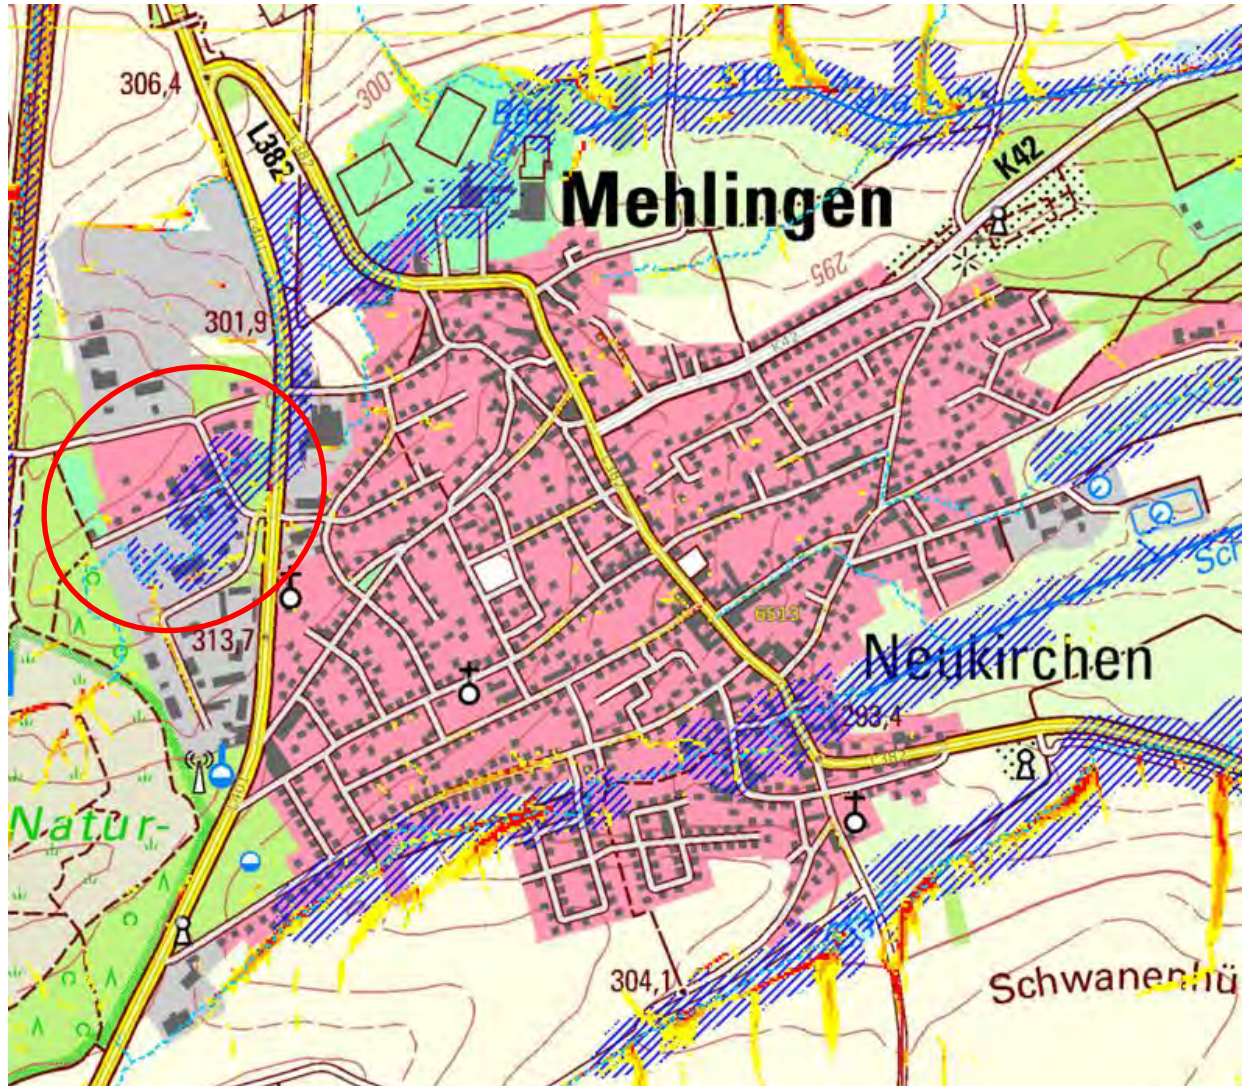 306,4
L382
300
K42
Mehlingen
295
301,9
K42
6513
Sch
Neukirchen
313,7
293,4
L382
Natur-
304,1
Schwanenhü